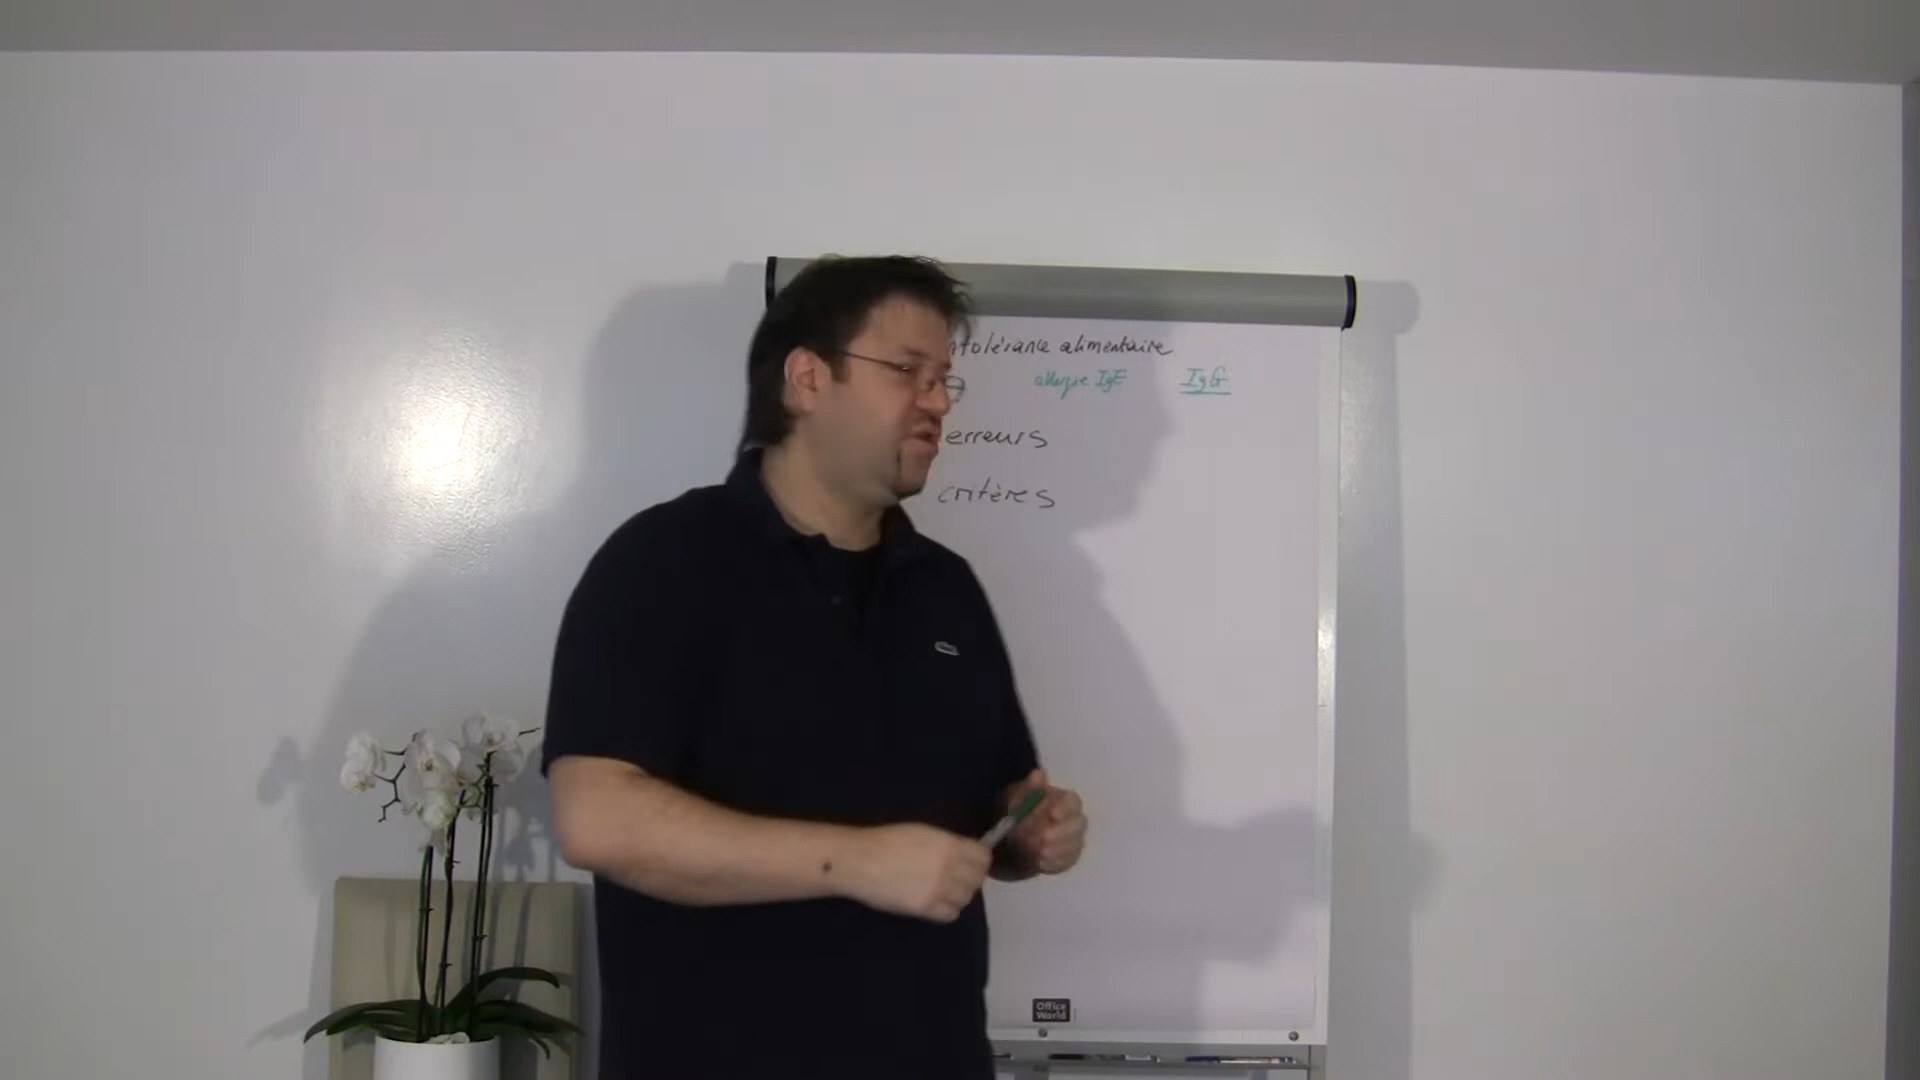 ntolérance alimentaire
allergie IgE IgG
erreurs
critères
Office
World